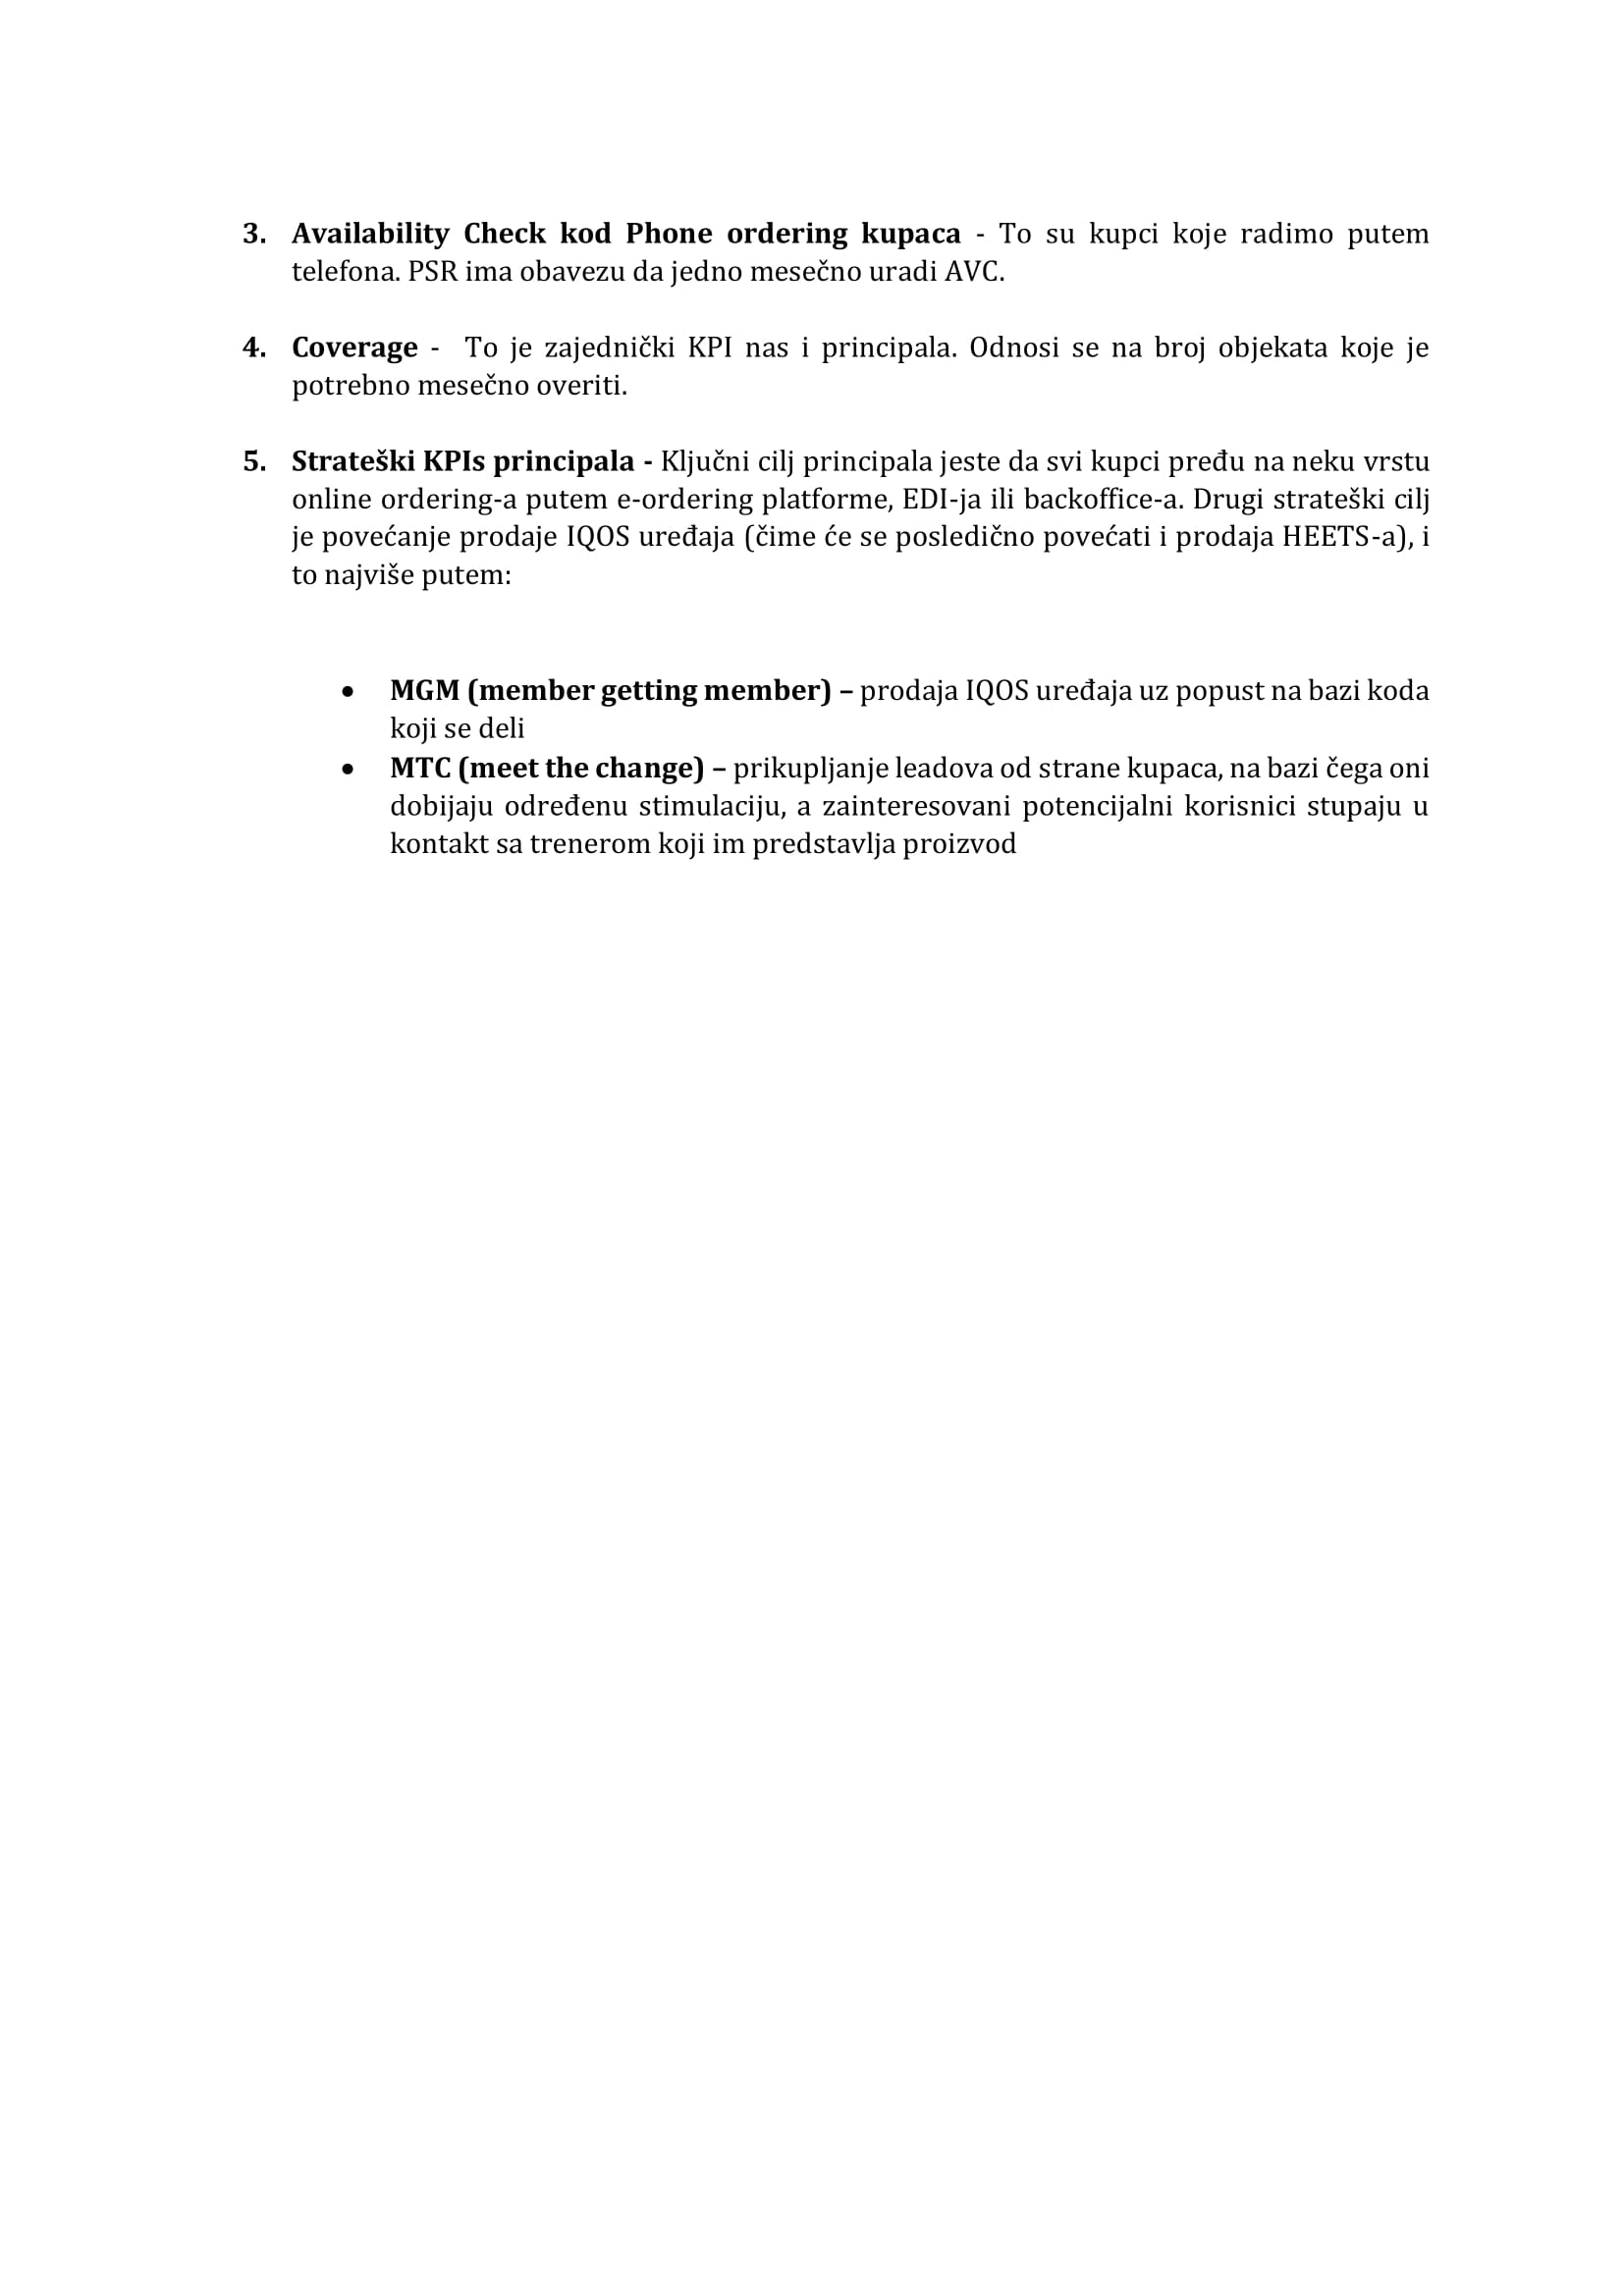 3. Availability Check kod Phone ordering kupaca - To su kupci koje radimo putem
telefona. PSR ima obavezu da jedno mesečno uradi AVC.
4. Coverage - To je zajednički KPI nas i principala. Odnosi se na broj objekata koje je
potrebno mesečno overiti.
5. Strateški KPIs principala - Ključni cilj principala jeste da svi kupci pređu na neku vrstu
online ordering-a putem e-ordering platforme, EDI-ja ili backoffice-a. Drugi strateški cilj
je povećanje prodaje IQOS uređaja (čime će se posledično povećati i prodaja HEETS-a), i
to najviše putem:
• MGM (member getting member) – prodaja IQOS uređaja uz popust na bazi koda
koji se deli
• MTC (meet the change) – prikupljanje leadova od strane kupaca, na bazi čega oni
dobijaju određenu stimulaciju, a zainteresovani potencijalni korisnici stupaju u
kontakt sa trenerom koji im predstavlja proizvod